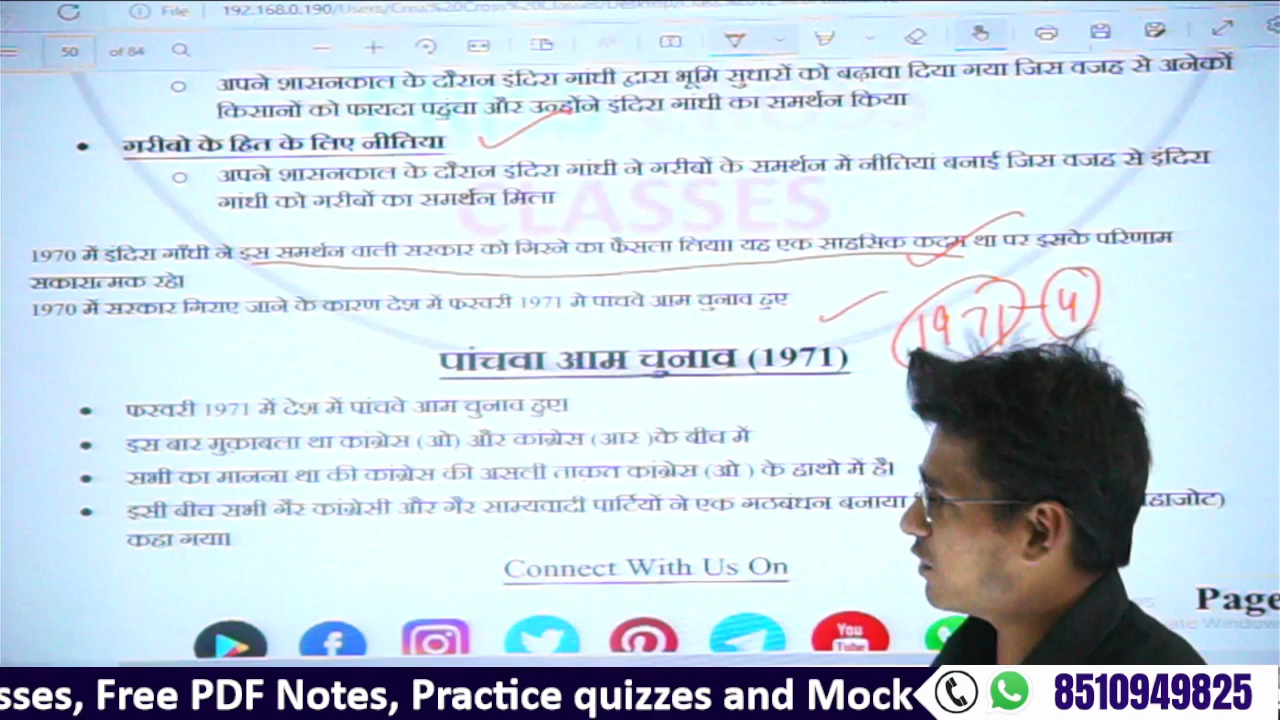 File 192.168.0.190/Users/
50 of 84
अपने शासनकाल के दौरान इंदिरा गांधी द्वारा भूमि सुधारों को बढ़ावा दिया गया जिस वजह से अनेकों
किसानों को फायदा पहुंचा और उन्होंने इंदिरा गांधी का समर्थन किया
गरीबो के हित के लिए नीतिया
अपने शासनकाल के दौरान इंदिरा गांधी ने गरीबों के समर्थन में नीतियां बनाई जिस वजह से इंदिरा
गांधी को गरीबों का समर्थन मिला
CLASSES
1970 में इंदिरा गाँधी ने इस समर्थन वाली सरकार को गिरने का फैसला लिया। यह एक साहसिक कदम था पर इसके परिणाम
सकारात्मक रहे।
1970 में सरकार गिराए जाने के कारण देश में फरवरी 1971 मे पांचवे आम चुनाव हुए
1971 -
पांचवा आम चुनाव (1971)
फरवरी 1971 में देश में पांचवे आम चुनाव हुए।
इस बार मुकाबला था कांग्रेस (ओ) और कांग्रेस (आर )के बीच में
सभी का मानना था की कांग्रेस की असली ताकत कांग्रेस (ओ ) के हाथो में है।
इसी बीच सभी गैर कांग्रेसी और गैर साम्यवादी पार्टियों ने एक गठबंधन बनाया हाजोट)
कहा गया।
Connect With Us On
Page
You
Tube
sses, Free PDF Notes, Practice quizzes and Mock 8510949825